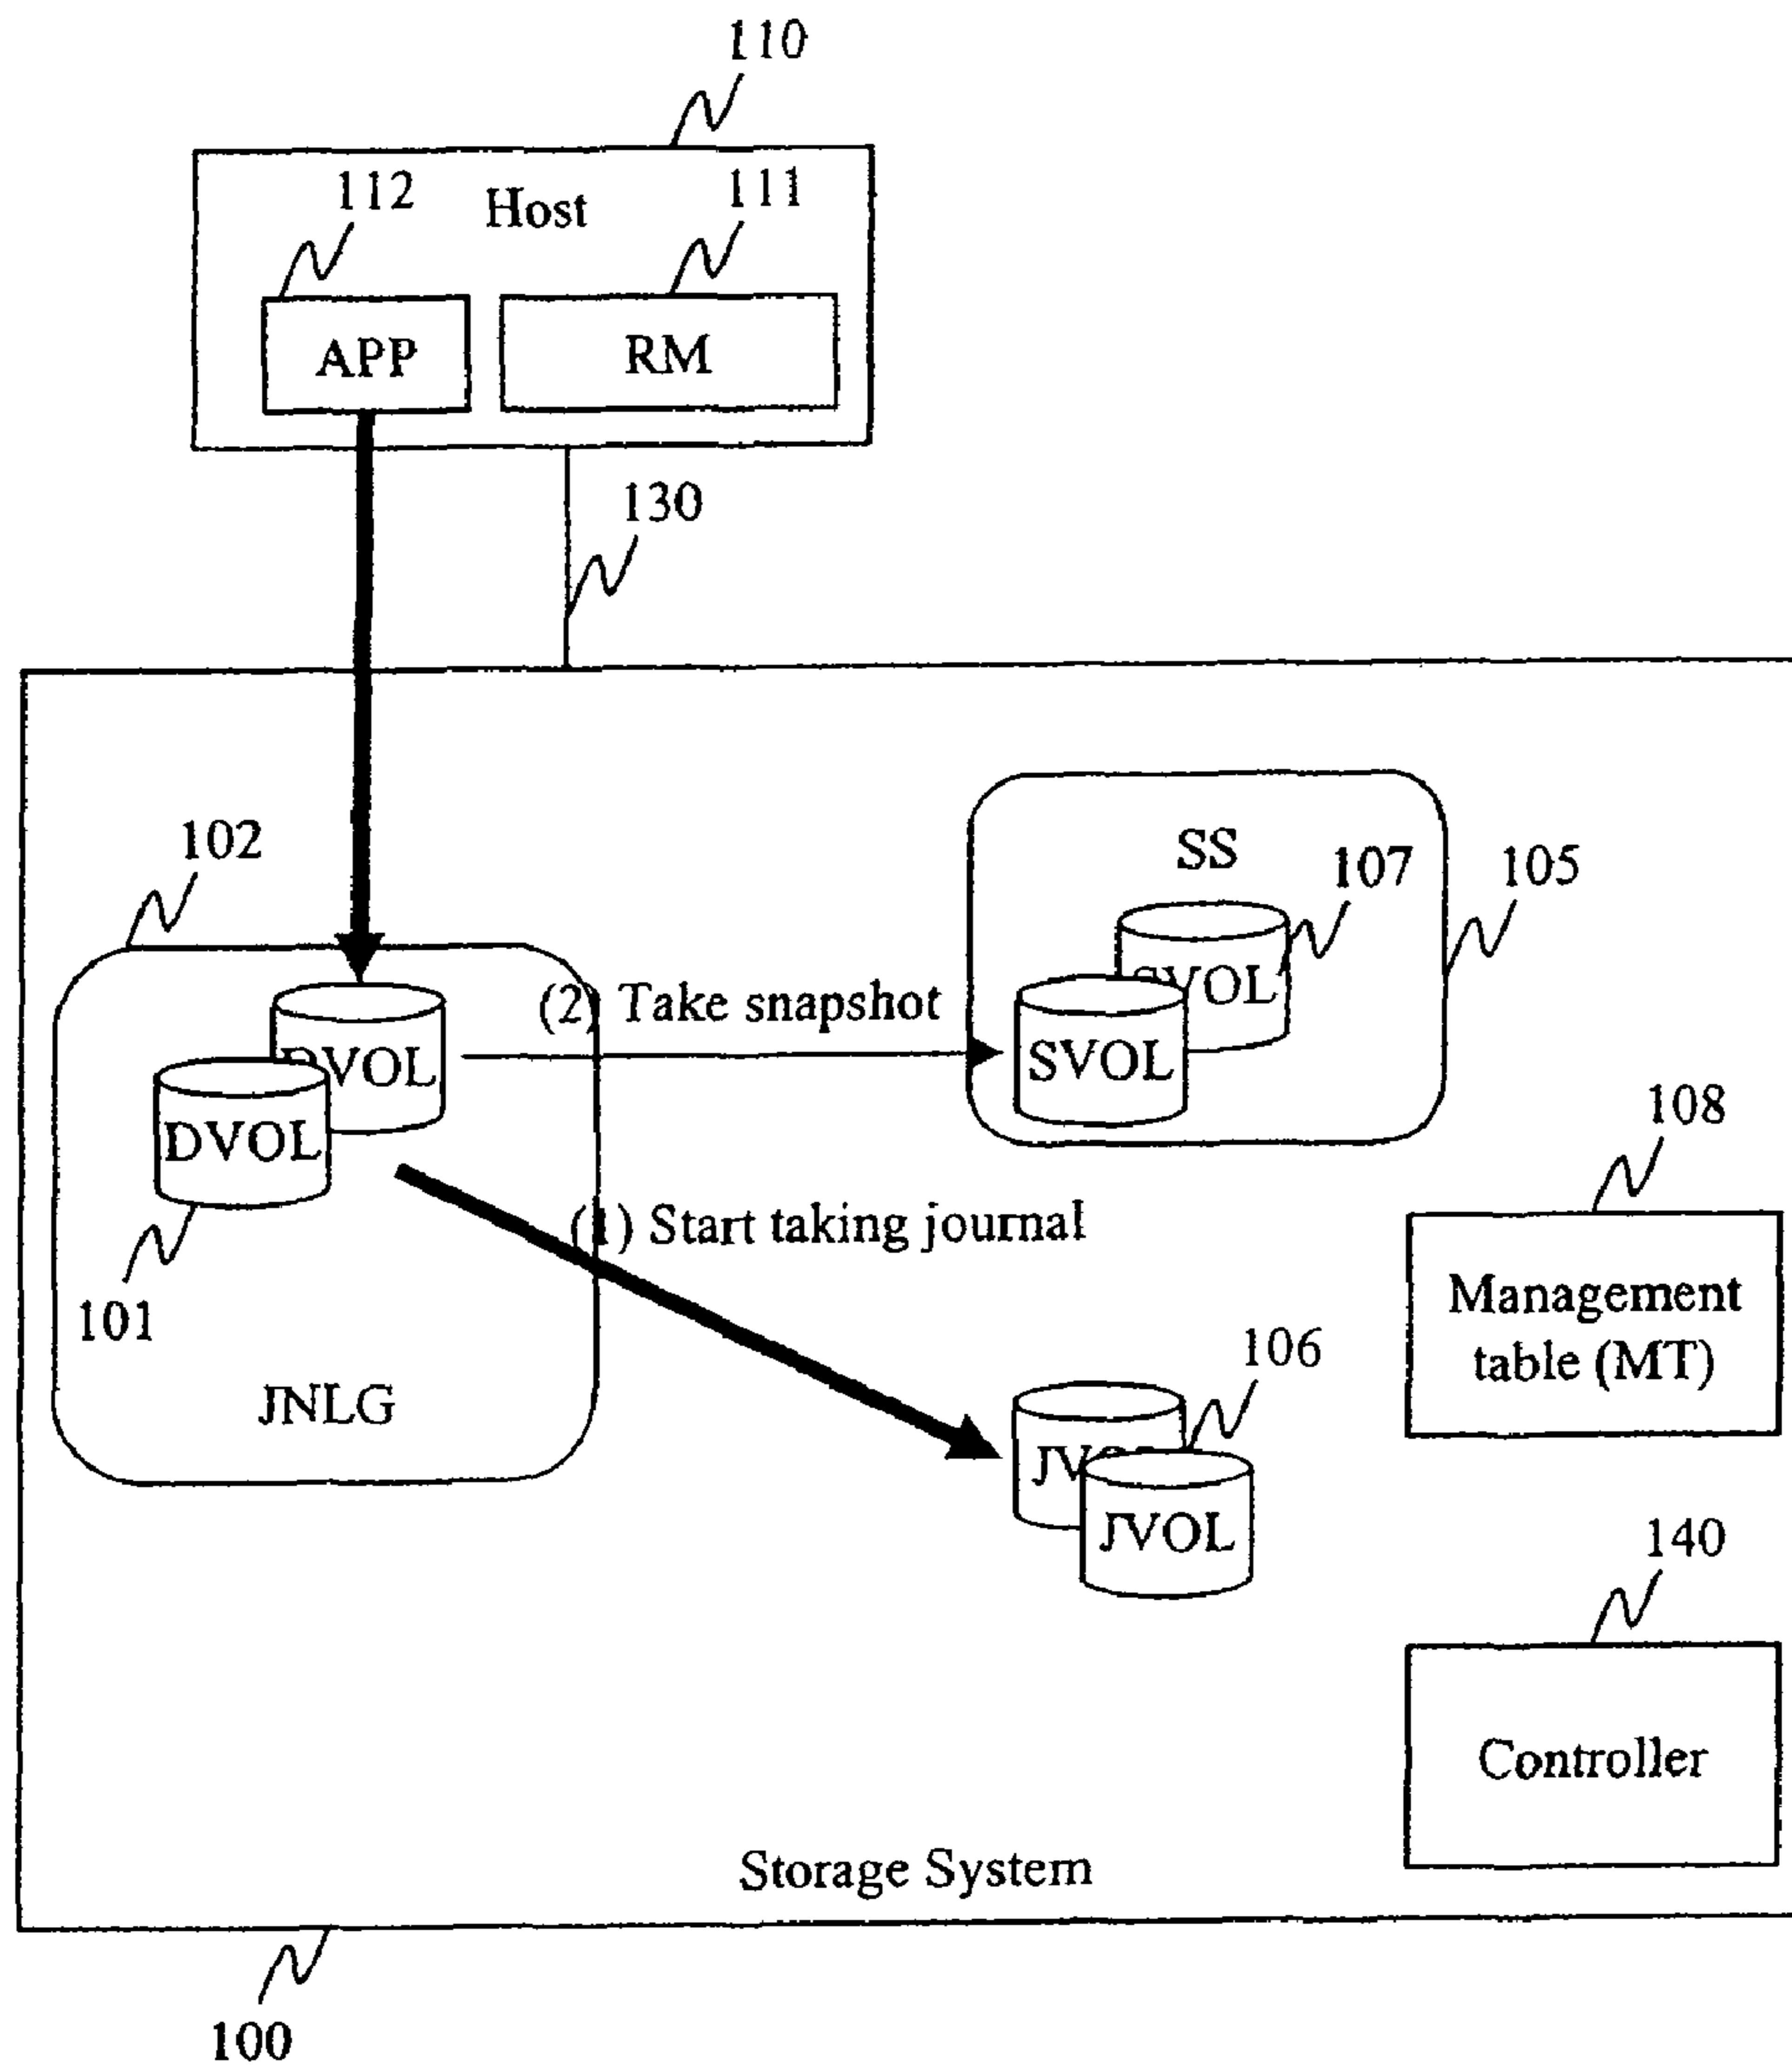 110
112
Host
111
APP
RM
130
102
SS
107
105
(2) Take snapshot
SVOL
DVOL
SVOL
108
DVOL
(1) Start taking journal
101
Management
table (MT)
106
JNLG
JVOL
140
Controller
Storage System
100